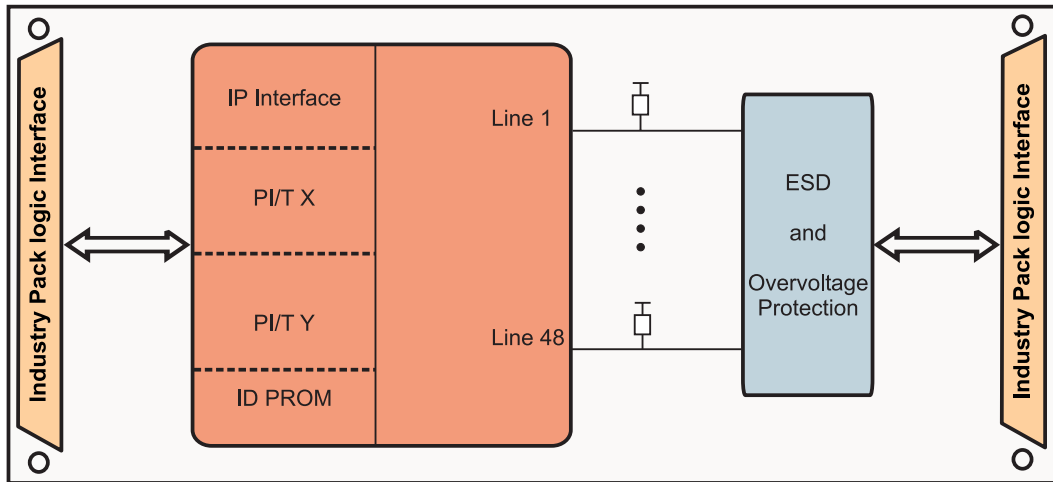 Industry Pack logic Interface
IP Interface
PI/T X
PI/T Y
ID PROM
Line 1
Line 48
ESD
and
Overvoltage
Protection
Industry Pack logic Interface